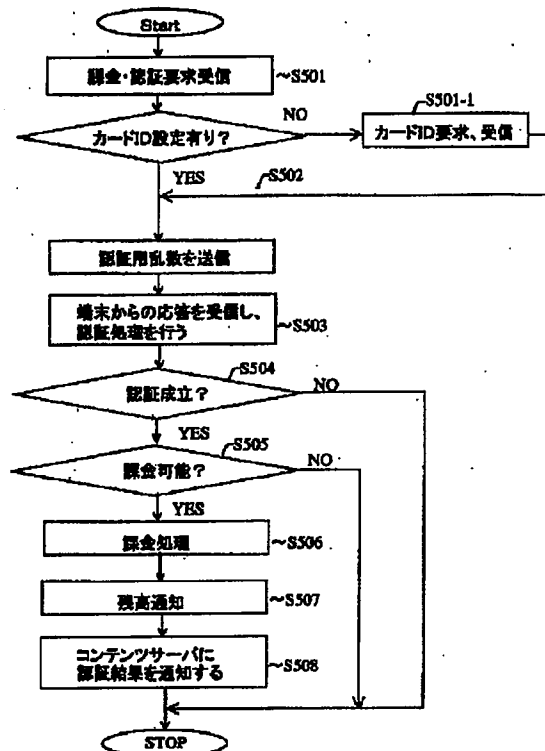 Start
課金・認証要求受信
～S501
カードID設定有り?
NO
S501-1
カードID要求、受信
YES
S502
認証用乱数を送信
端末からの応答を受信し、
認証処理を行う
～S503
S504
認証成立?
NO
YES
S505
課金可能?
NO
YES
課金処理
～S506
残高通知
～S507
コンテンツサーバに
認証結果を通知する
～S508
STOP